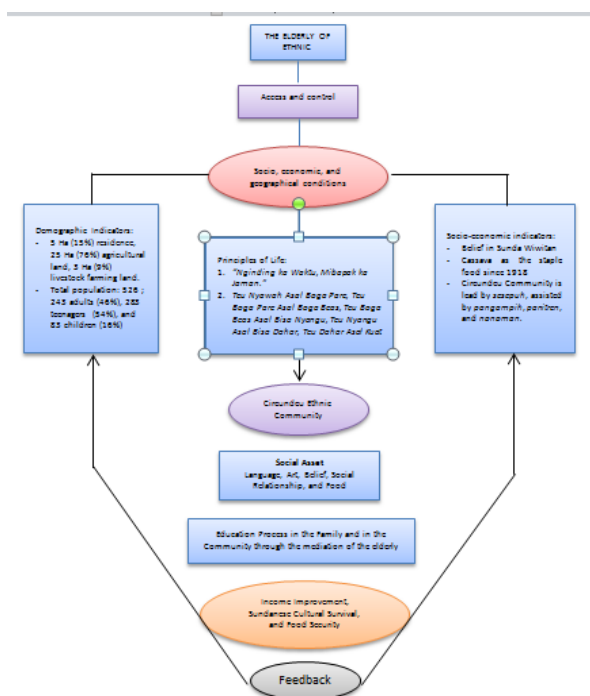 THE ELDERLY OF
ETHNIC
Access and control
Socio, economic, and
geographical conditions
Demographic Indicators:
- 5 Ha (15%) residence,
25 Ha (76%) agricultural
land, 3 Ha (9%)
livestock farming land.
- Total population: 526 ;
243 adults (46%), 283
teenagers (54%), and
83 children (16%)
Principles of Life:
1. "Nginding ka Waktu, Mibapak ka
Jaman."
2. Teu Nyawah Asal Boga Pare, Teu
Boga Pare Asal Boga Beas, Teu Boga
Beas Asal Bisa Nyangu, Teu Nyangu
Asal Bisa Dahar, Teu Dahar Asal Kuat
Socio-economic indicators:
- Belief in Sunda Wiwitan
- Cassava as the staple
food since 1918
- Cireundeu Community is
lead by sesepuh, assisted
by pangampih, panitren,
and nonoman.
Cireundeu Ethnic
Community
Social Asset
Language, Art, Belief, Social
Relationship, and Food
Education Process in the Family and in the
Community through the mediation of the elderly
Income Improvement,
Sundanese Cultural Survival,
and Food Security
Feedback